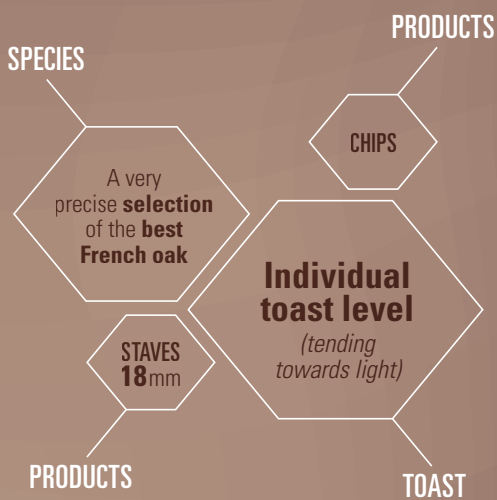 PRODUCTS
SPECIES
CHIPS
A very
precise selection
of the best
French oak
Individual
toast level
(tending
towards light)
STAVES
18mm
PRODUCTS
TOAST